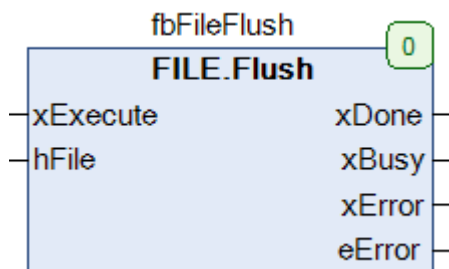 fbFileFlush
0
FILE.Flush
xExecute xDone
hFile xBusy
xError
eError